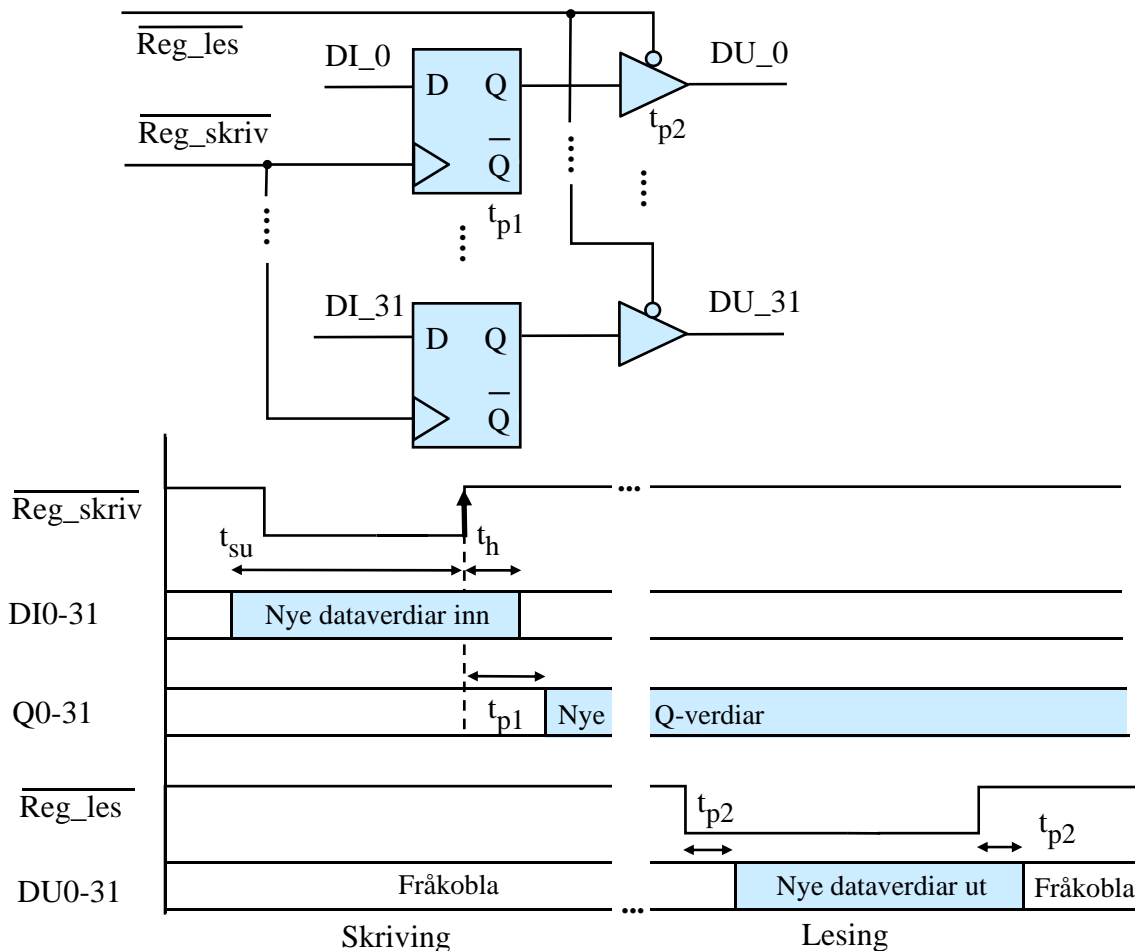 Reg_les
DI_0
DU_0
D Q
Reg_skriv
t_p2
Q
t_p1
DI_31
DU_31
D Q
Q
Reg_skriv
...
t_su
t_h
DI0-31
Nye dataverdiar inn
Q0-31
t_p1
Nye
Q-verdiar
Reg_les
t_p2
t_p2
DU0-31
Fråkobla
...
Nye dataverdiar ut
Fråkobla
Skriving
Lesing